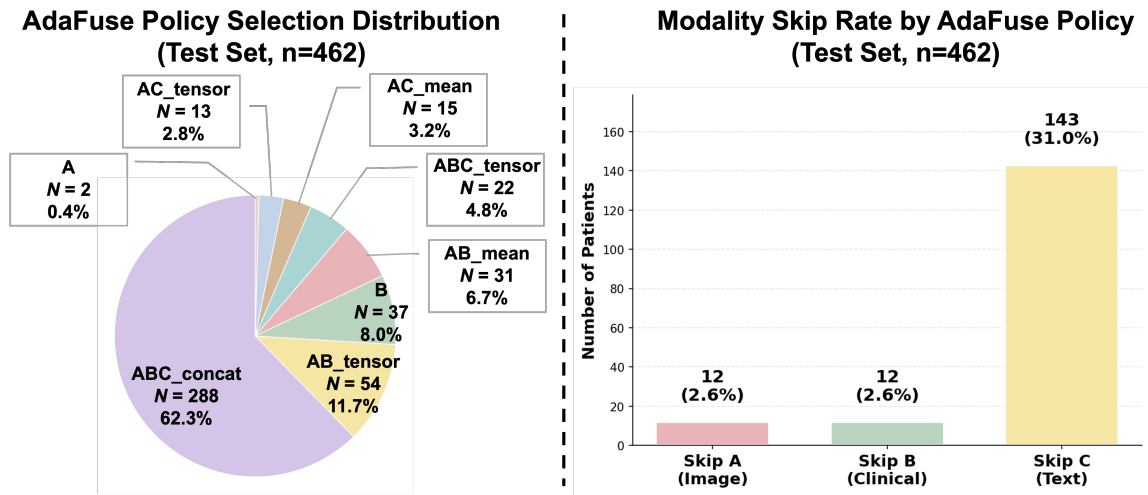 AdaFuse Policy Selection Distribution
(Test Set, n=462)
AC_tensor
N = 13
2.8%
AC_mean
N = 15
3.2%
A
N = 2
0.4%
ABC_tensor
N = 22
4.8%
AB_mean
N = 31
6.7%
B
N = 37
8.0%
AB_tensor
N = 54
11.7%
ABC_concat
N = 288
62.3%
Modality Skip Rate by AdaFuse Policy
(Test Set, n=462)
Number of Patients
160
140
120
100
80
60
40
20
0
12
(2.6%)
12
(2.6%)
143
(31.0%)
Skip A
(Image)
Skip B
(Clinical)
Skip C
(Text)